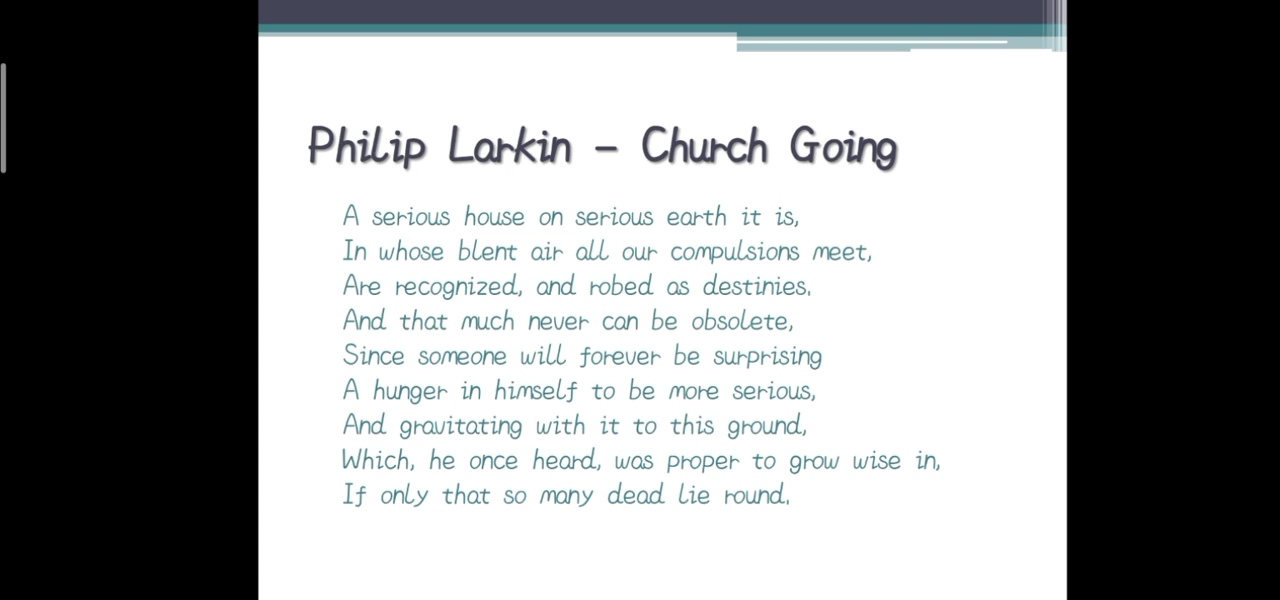 Philip Larkin – Church Going
A serious house on serious earth it is,
In whose blent air all our compulsions meet,
Are recognized, and robed as destinies.
And that much never can be obsolete,
Since someone will forever be surprising
A hunger in himself to be more serious,
And gravitating with it to this ground,
Which, he once heard, was proper to grow wise in,
If only that so many dead lie round.